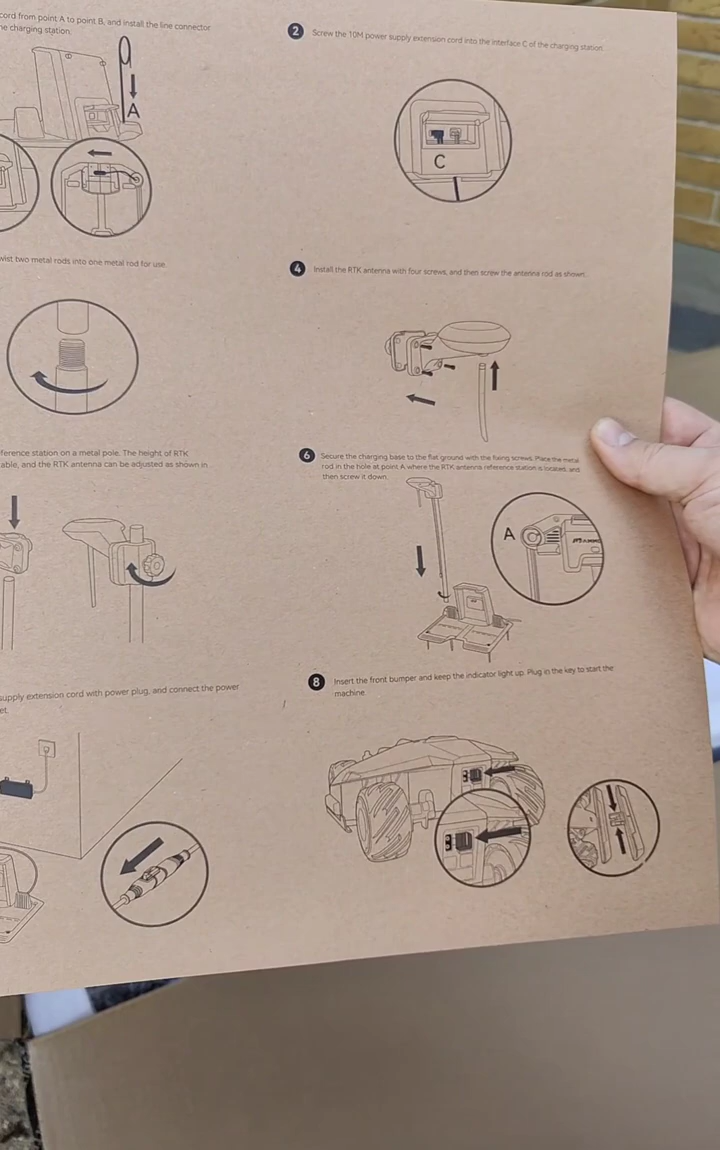 cord from point A to point B, and install the line connector
he charging station.
A
2
Screw the 10M power supply extension cord into the interface C of the charging station.
C
wist two metal rods into one metal rod for use.
4
Install the RTK antenna with four screws, and then screw the antenna rod as shown.
ference station on a metal pole. The height of RTK
able, and the RTK antenna can be adjusted as shown in
6
Secure the charging base to the flat ground with the fixing screws. Place the metal
rod in the hole at point A where the RTK antenna reference station is located, and
then screw it down.
A
supply extension cord with power plug, and connect the power
et.
8
Insert the front bumper and keep the indicator light up. Plug in the key to start the
machine.